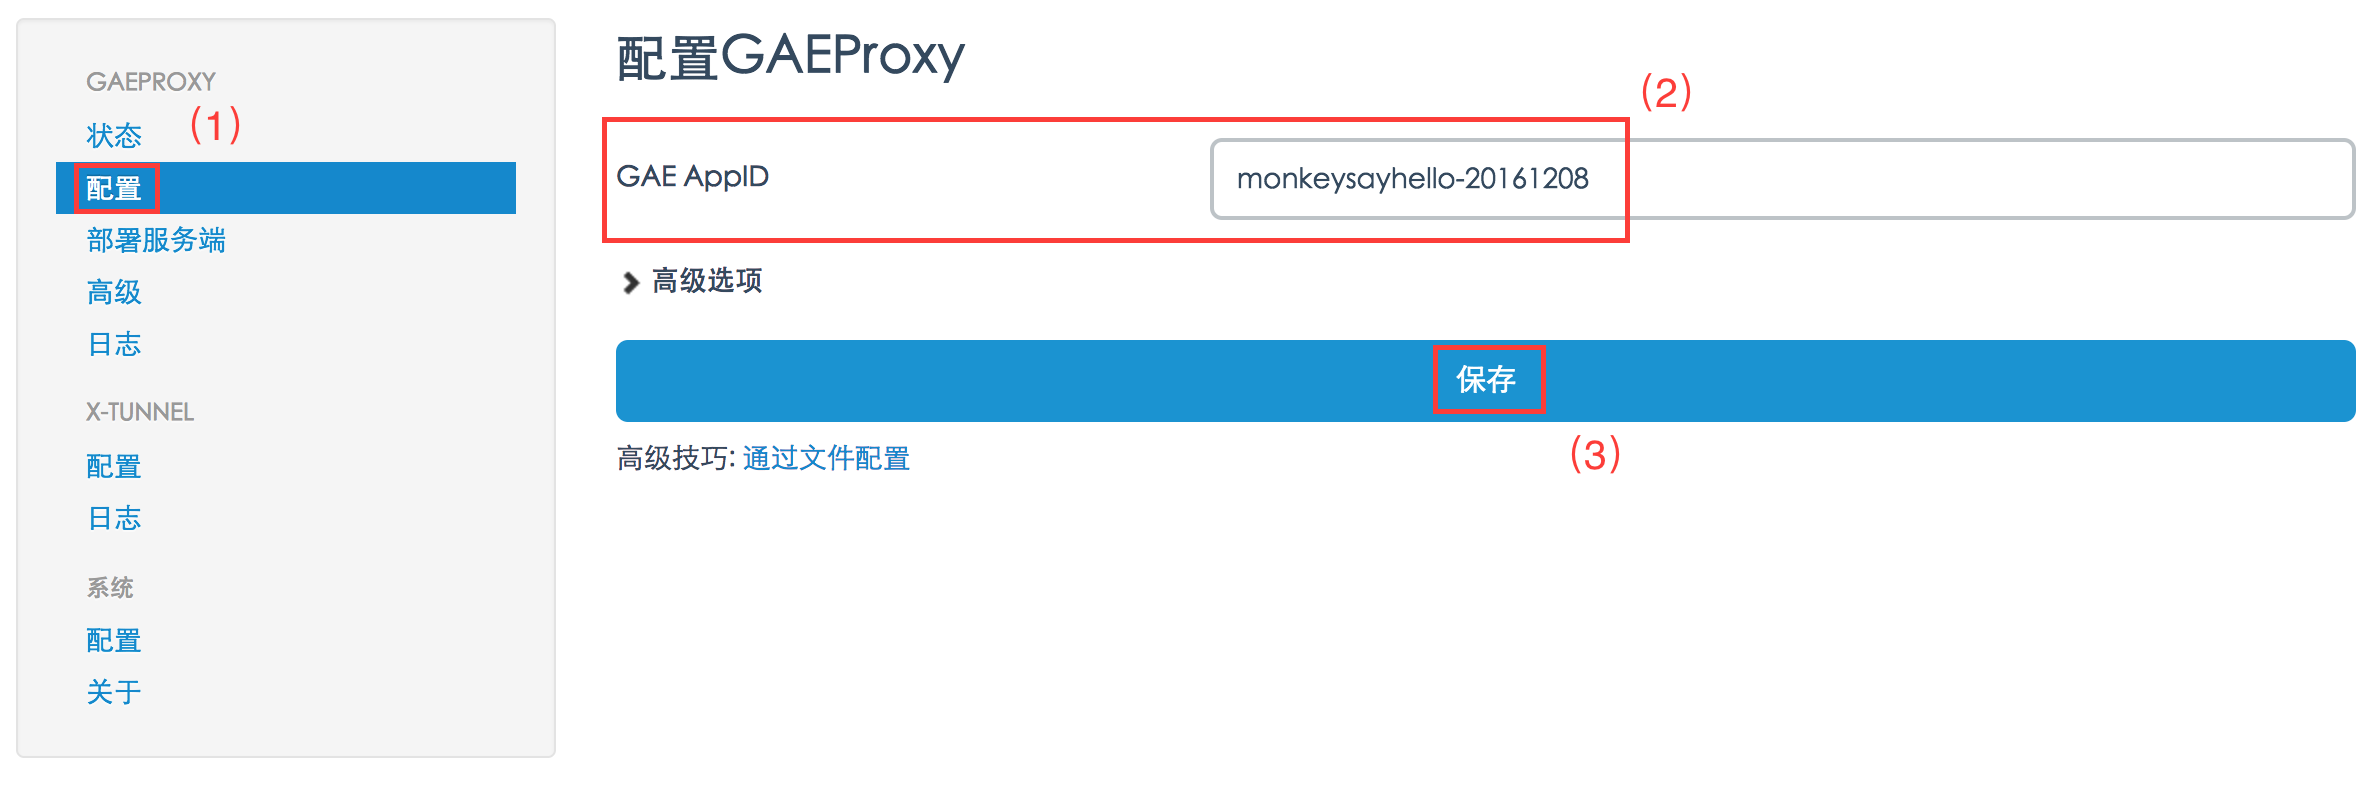 GAEPROXY
状态
(1)
配置
部署服务端
高级
日志
X-TUNNEL
配置
日志
系统
配置
关于
配置GAEProxy
(2)
GAE AppID
monkeysayhello-20161208
高级选项
保存
(3)
高级技巧: 通过文件配置